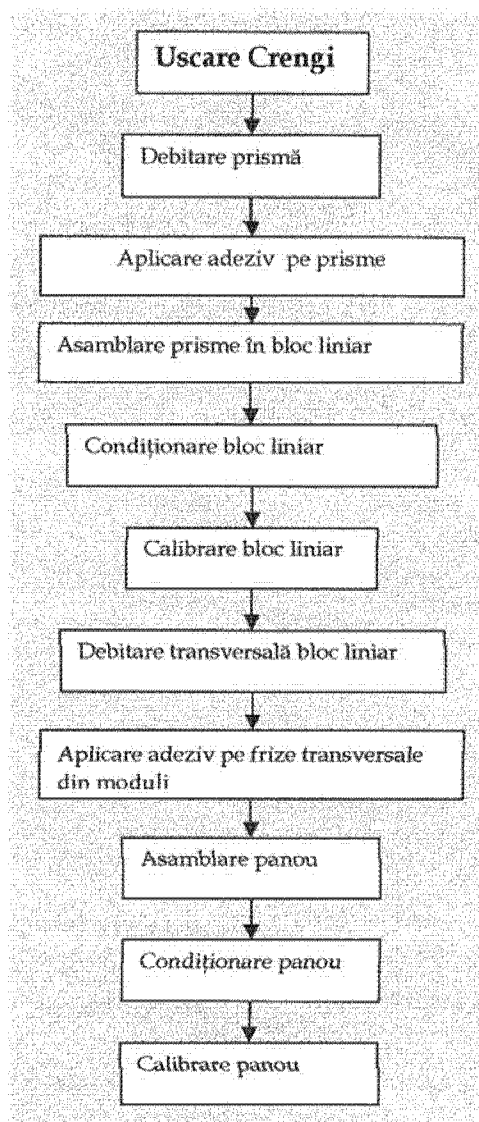 Uscare Crengi
Debitare prismă
Aplicare adeziv pe prisme
Asamblare prisme în bloc liniar
Condiționare bloc liniar
Calibrare bloc liniar
Debitare transversală bloc liniar
Aplicare adeziv pe frize transversale
din moduli
Asamblare panou
Condiționare panou
Calibrare panou